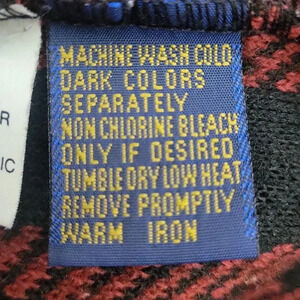 MACHINE WASH COLD
DARK COLORS
SEPARATELY
NON CHLORINE BLEACH
ONLY IF DESIRED
TUMBLE DRY LOW HEAT
REMOVE PROMPTLY
WARM IRON
R
IC